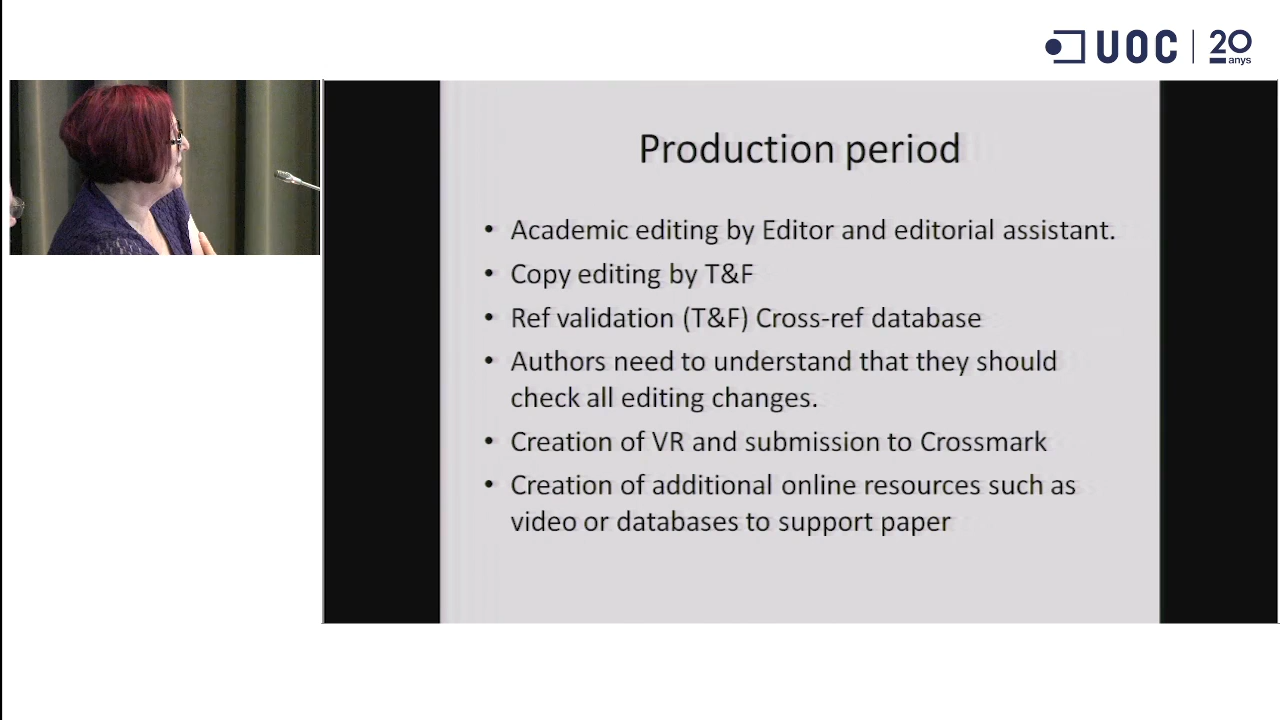 UOC 20
anys
Production period
• Academic editing by Editor and editorial assistant.
• Copy editing by T&F
• Ref validation (T&F) Cross-ref database
• Authors need to understand that they should
check all editing changes.
• Creation of VR and submission to Crossmark
• Creation of additional online resources such as
video or databases to support paper